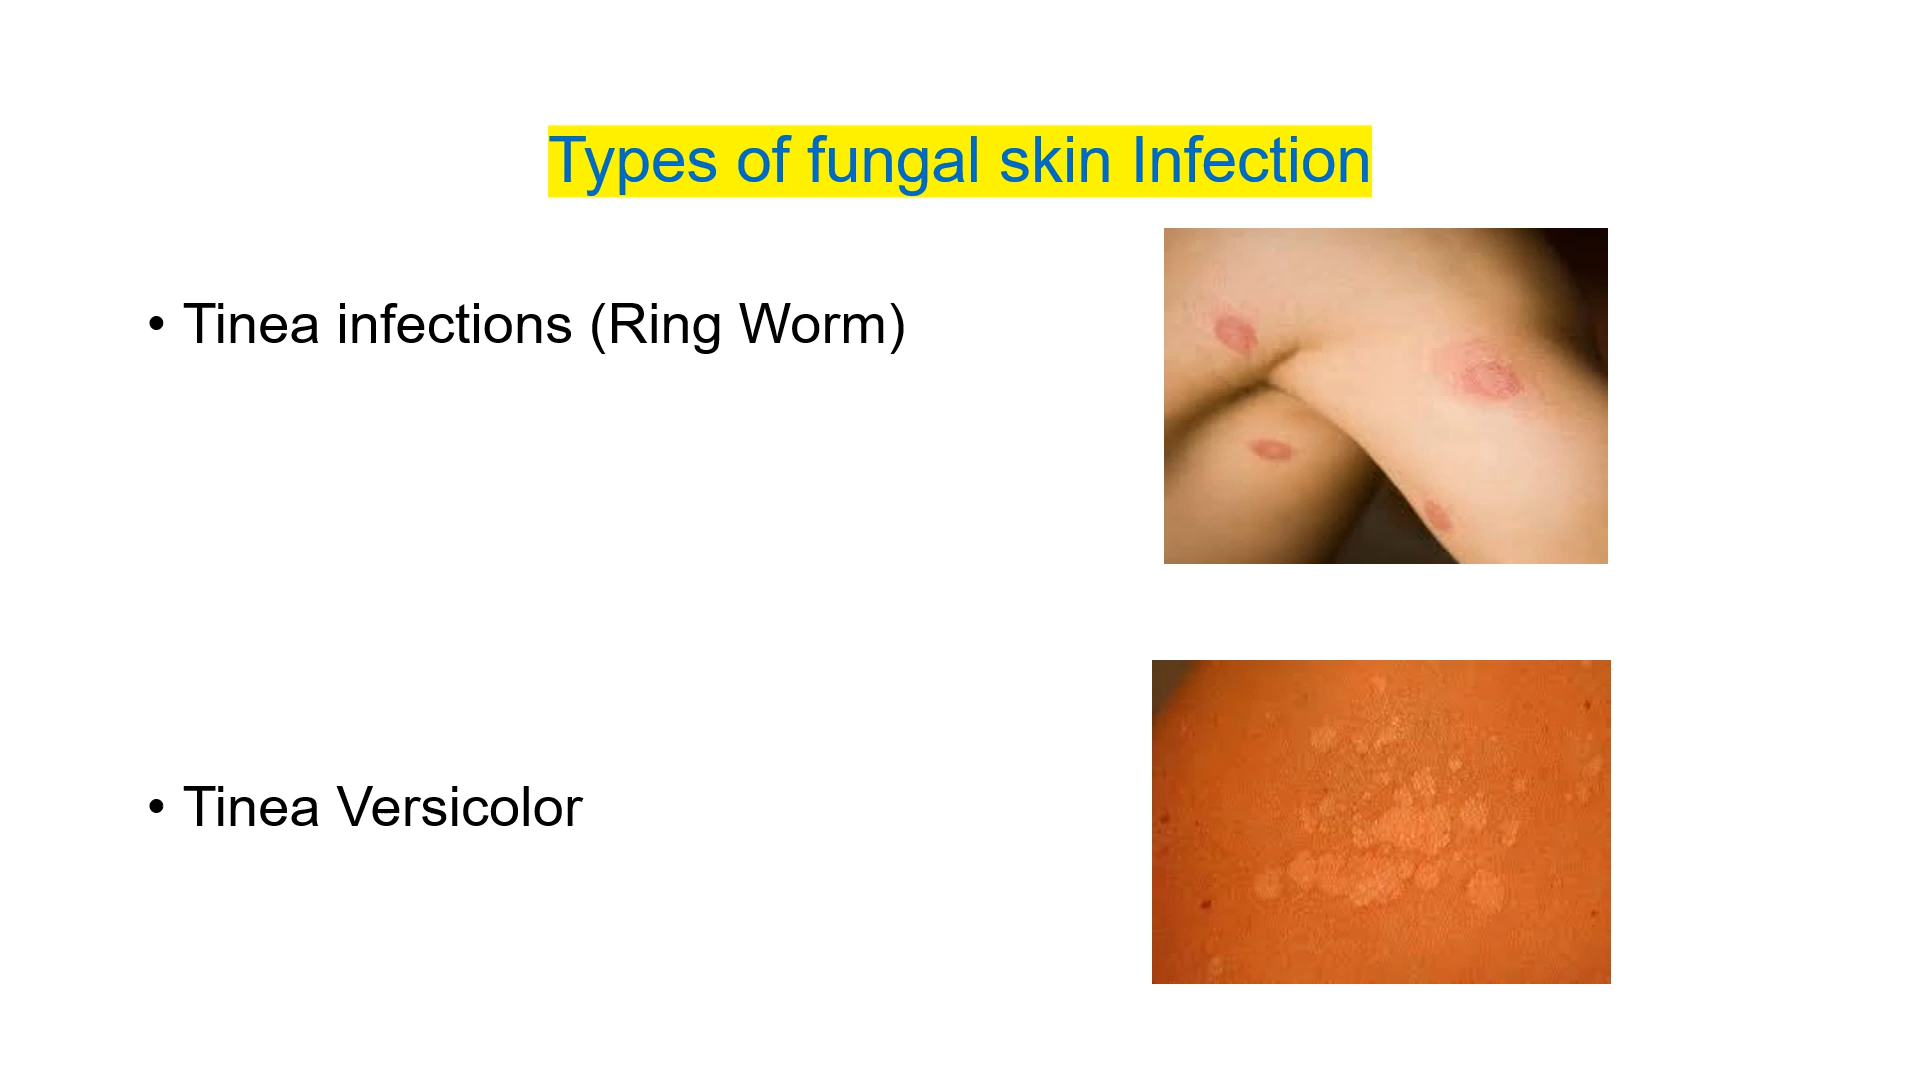 Types of fungal skin Infection
• Tinea infections (Ring Worm)
• Tinea Versicolor